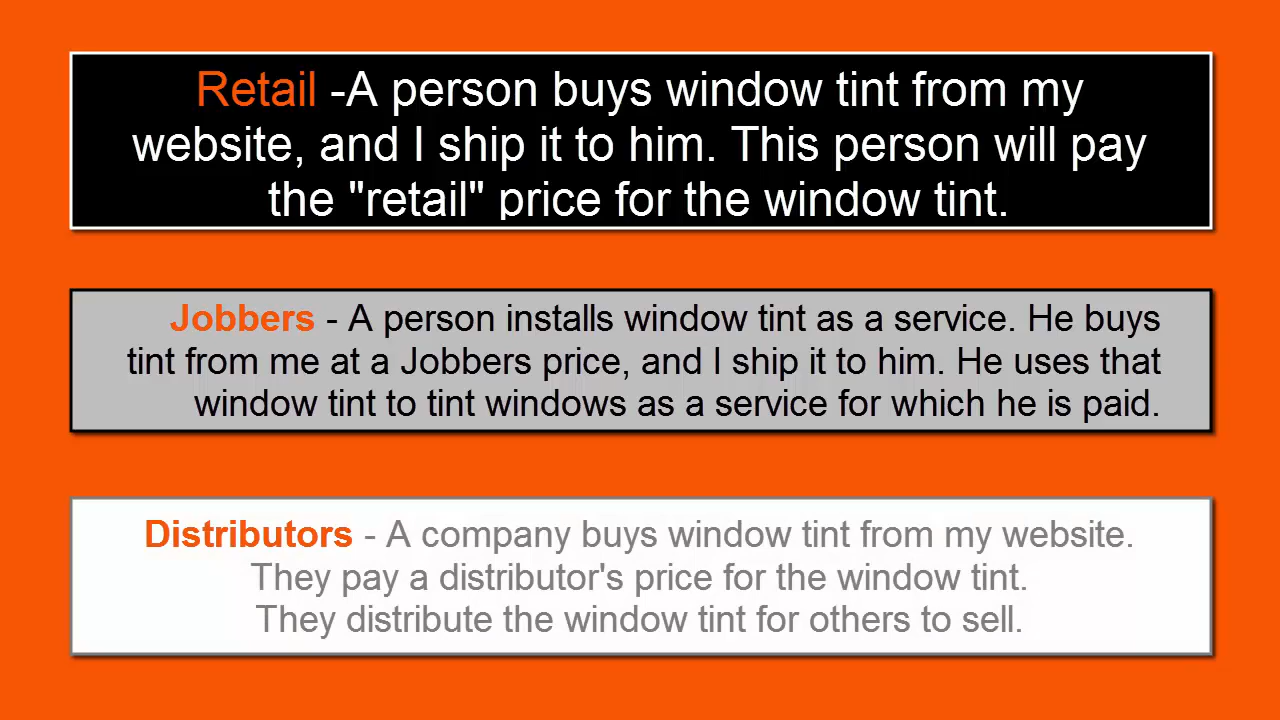 Retail -A person buys window tint from my
website, and I ship it to him. This person will pay
the "retail" price for the window tint.
Jobbers - A person installs window tint as a service. He buys
tint from me at a Jobbers price, and I ship it to him. He uses that
window tint to tint windows as a service for which he is paid.
Distributors - A company buys window tint from my website.
They pay a distributor's price for the window tint.
They distribute the window tint for others to sell.